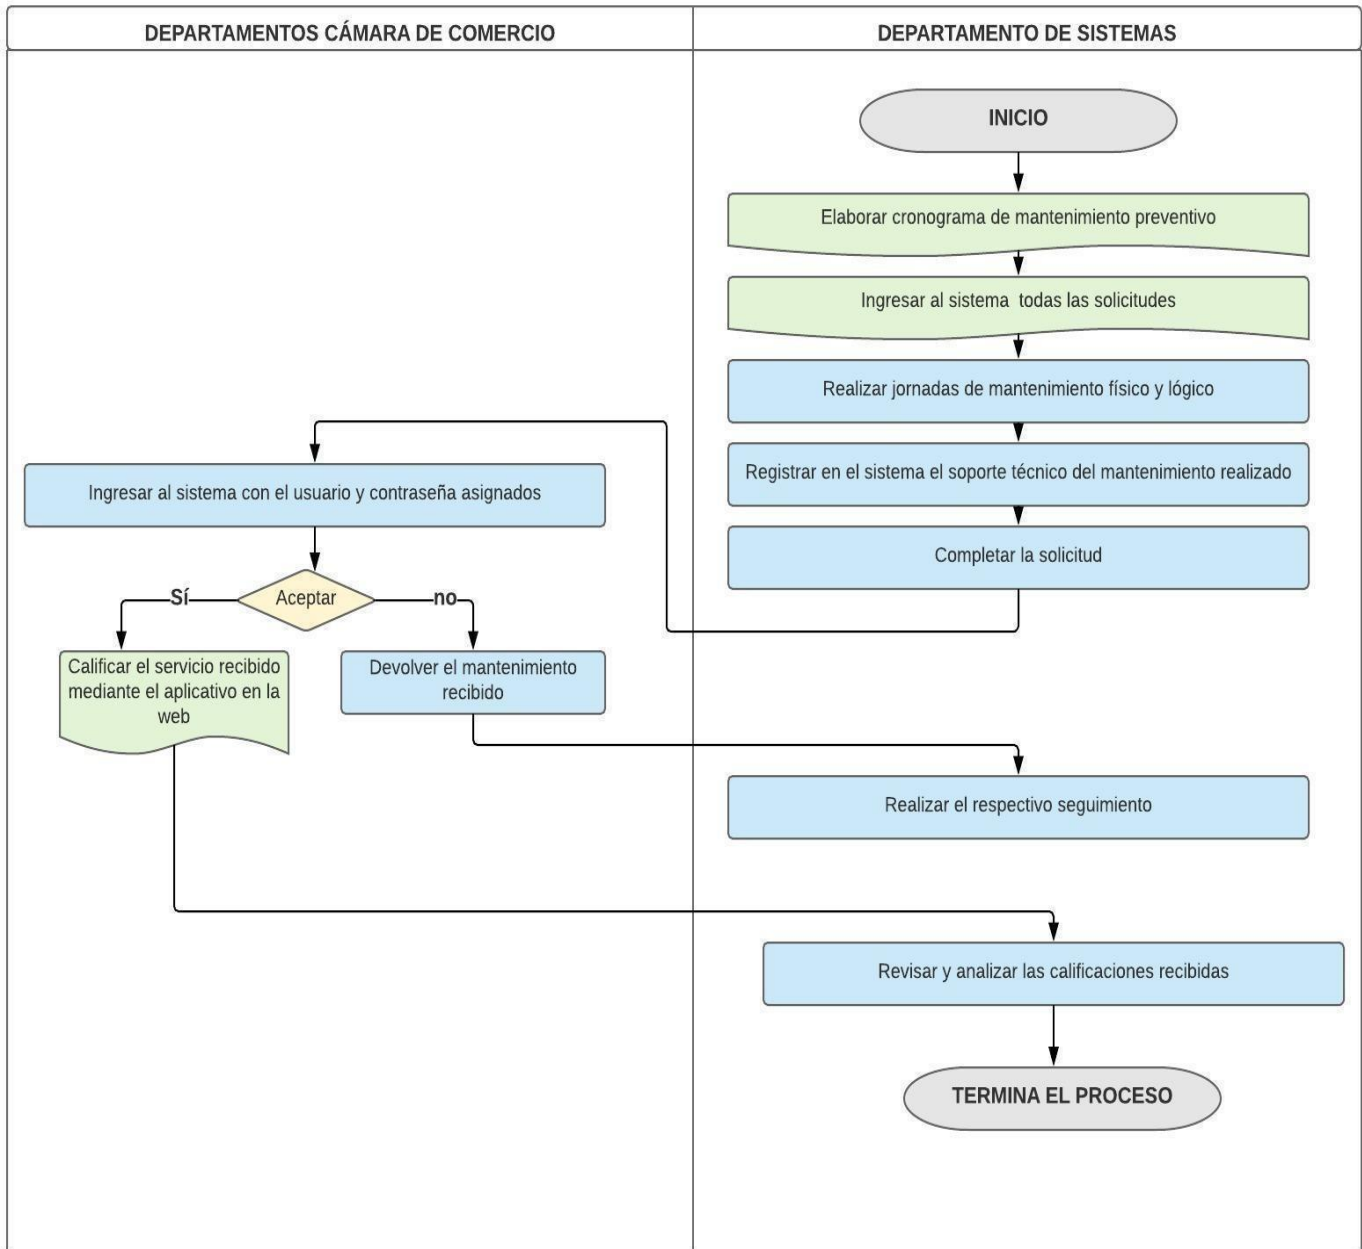 DEPARTAMENTOS CÁMARA DE COMERCIO
DEPARTAMENTO DE SISTEMAS
INICIO
Elaborar cronograma de mantenimiento preventivo
Ingresar al sistema todas las solicitudes
Realizar jornadas de mantenimiento físico y lógico
Registrar en el sistema el soporte técnico del mantenimiento realizado
Completar la solicitud
Ingresar al sistema con el usuario y contraseña asignados
Aceptar
Sí
no
Calificar el servicio recibido
mediante el aplicativo en la
web
Devolver el mantenimiento
recibido
Realizar el respectivo seguimiento
Revisar y analizar las calificaciones recibidas
TERMINA EL PROCESO